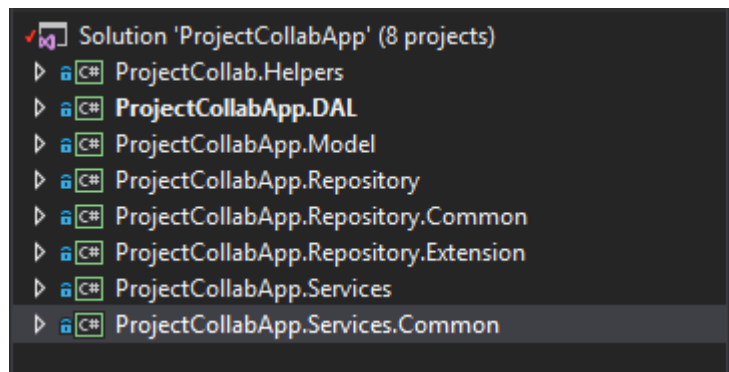 Solution 'ProjectCollabApp' (8 projects)
C# ProjectCollab.Helpers
C# ProjectCollabApp.DAL
C# ProjectCollabApp.Model
C# ProjectCollabApp.Repository
C# ProjectCollabApp.Repository.Common
C# ProjectCollabApp.Repository.Extension
C# ProjectCollabApp.Services
C# ProjectCollabApp.Services.Common